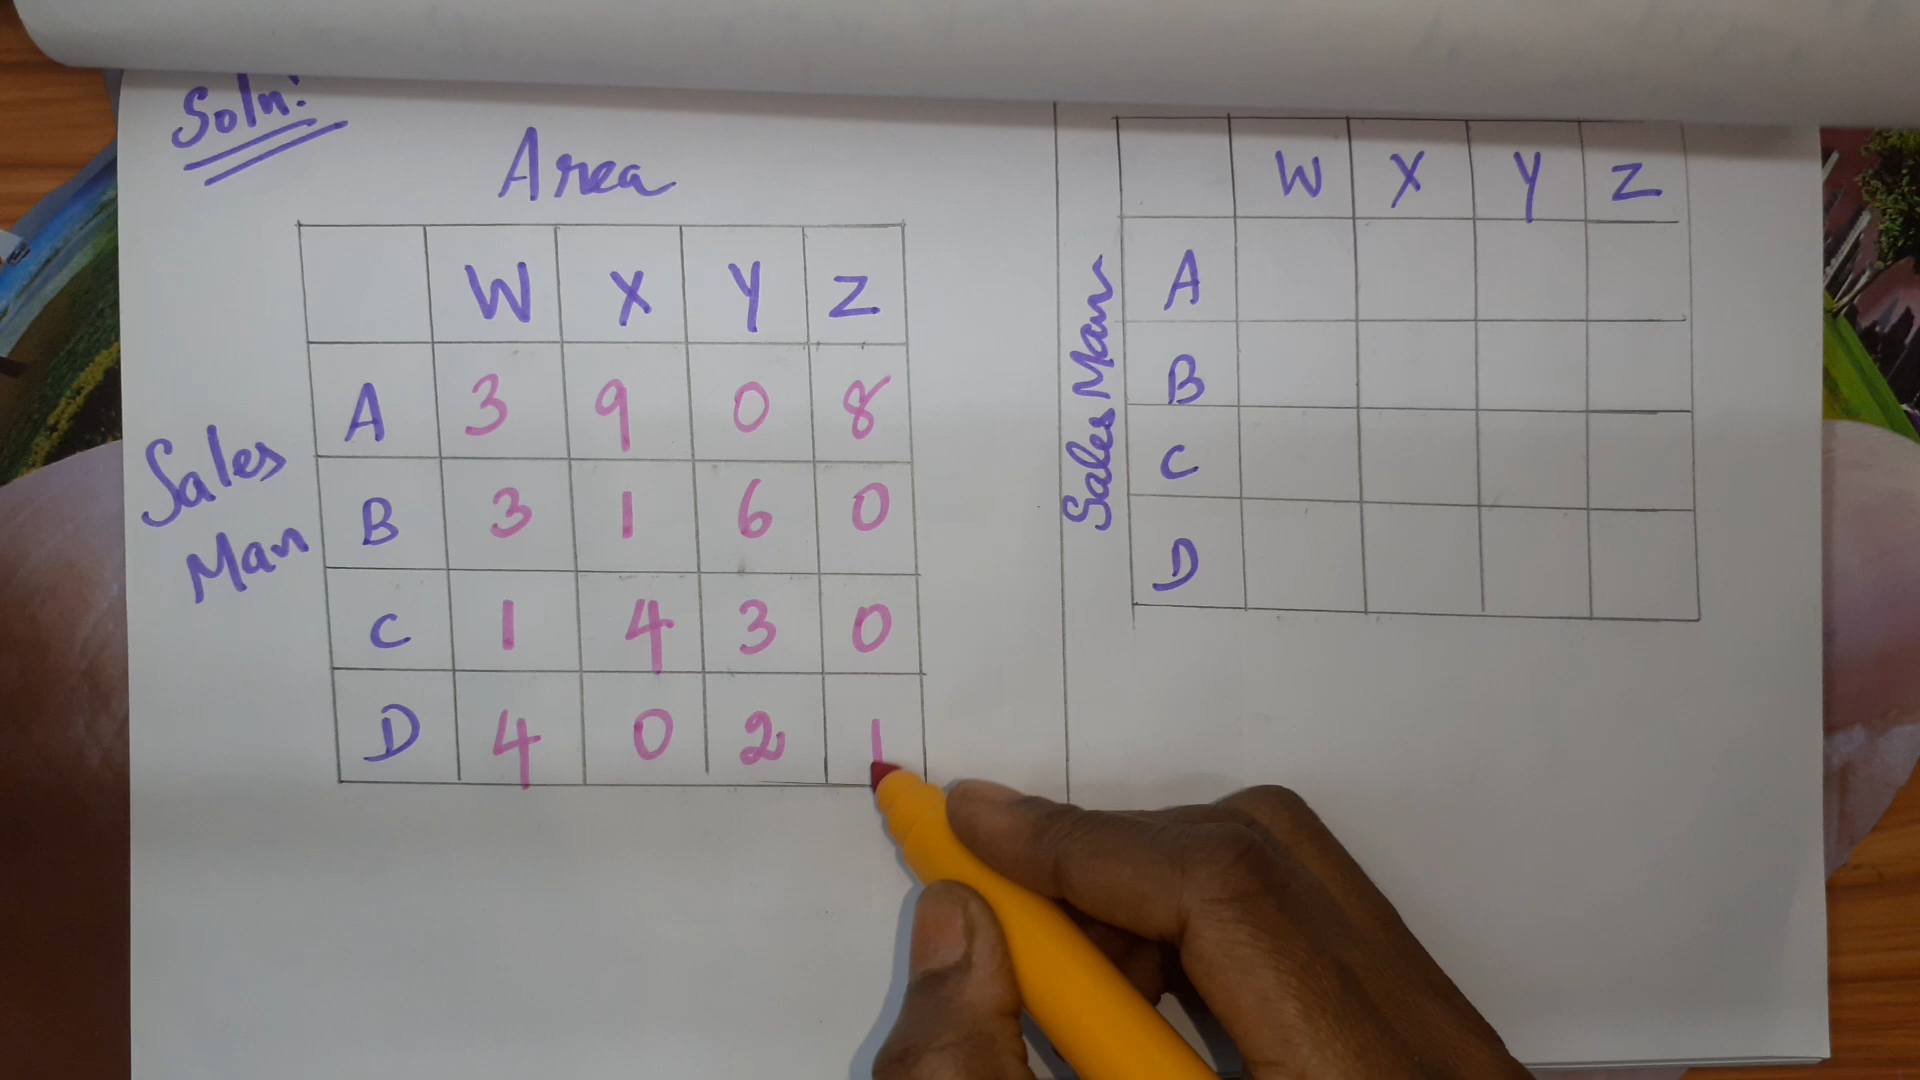 Soln:
Area
W X Y Z
A 3 9 0 8
B 3 1 6 0
C 1 4 3 0
D 4 0 2 1
Sales
Man
W X Y Z
A
B
C
D
Sales Man